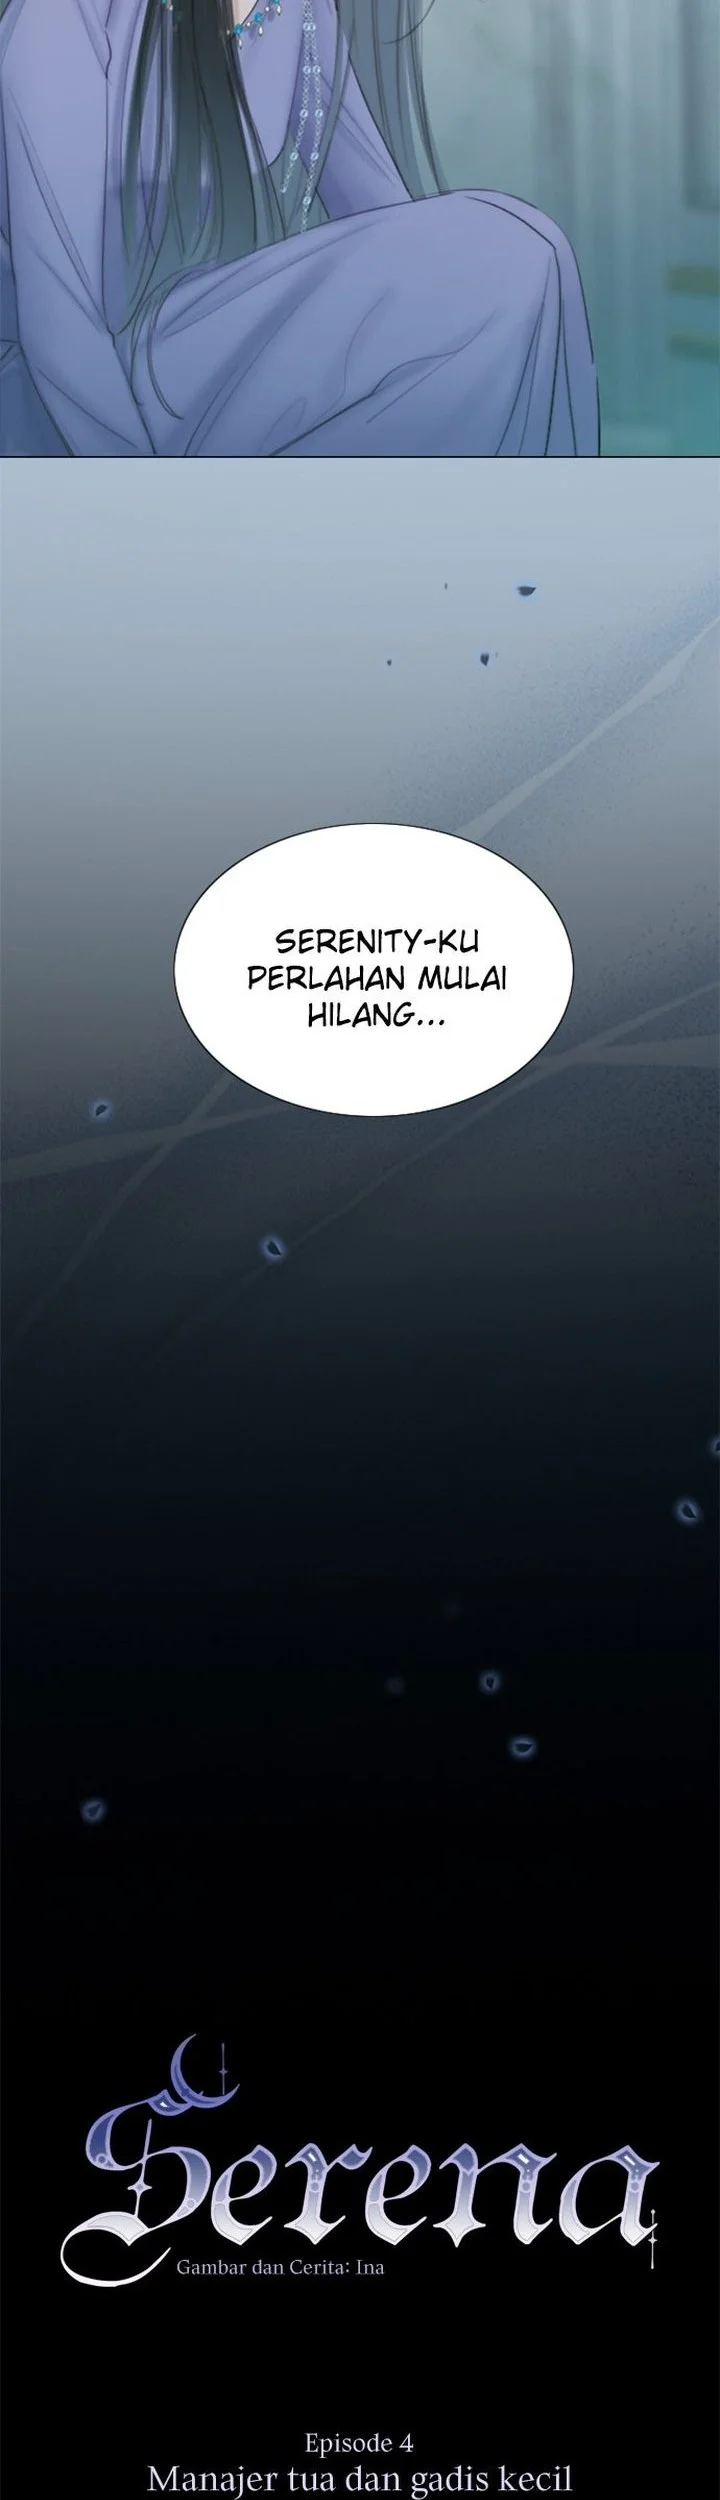 SERENITY-KU
PERLAHAN MULAI
HILANG...
Serena
Gambar dan Cerita: Ina
Episode 4
Manajer tua dan gadis kecil